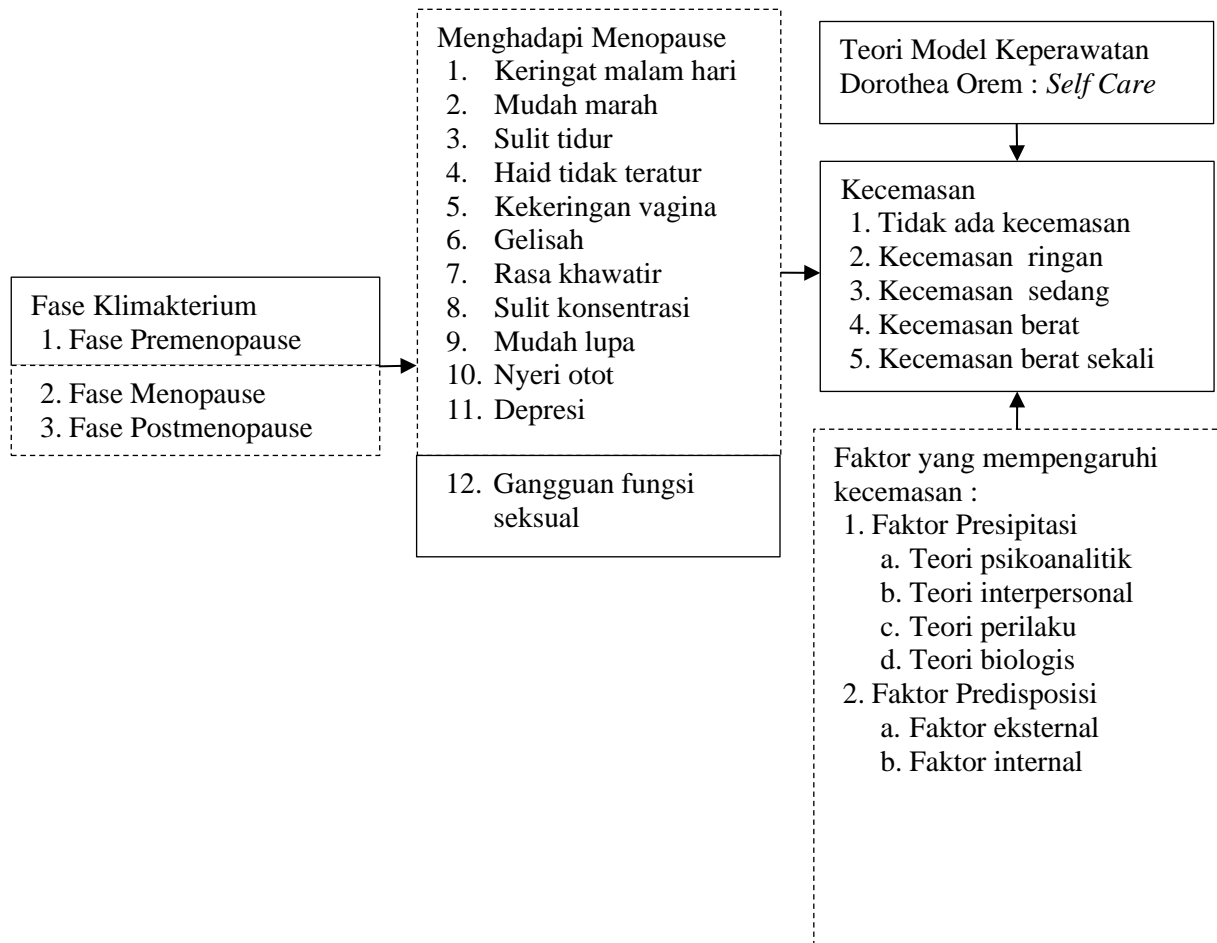 Fase Klimakterium
1. Fase Premenopause
2. Fase Menopause
3. Fase Postmenopause
Menghadapi Menopause
1. Keringat malam hari
2. Mudah marah
3. Sulit tidur
4. Haid tidak teratur
5. Kekeringan vagina
6. Gelisah
7. Rasa khawatir
8. Sulit konsentrasi
9. Mudah lupa
10. Nyeri otot
11. Depresi
12. Gangguan fungsi
seksual
Teori Model Keperawatan
Dorothea Orem : Self Care
Kecemasan
1. Tidak ada kecemasan
2. Kecemasan ringan
3. Kecemasan sedang
4. Kecemasan berat
5. Kecemasan berat sekali
Faktor yang mempengaruhi
kecemasan :
1. Faktor Presipitasi
a. Teori psikoanalitik
b. Teori interpersonal
c. Teori perilaku
d. Teori biologis
2. Faktor Predisposisi
a. Faktor eksternal
b. Faktor internal